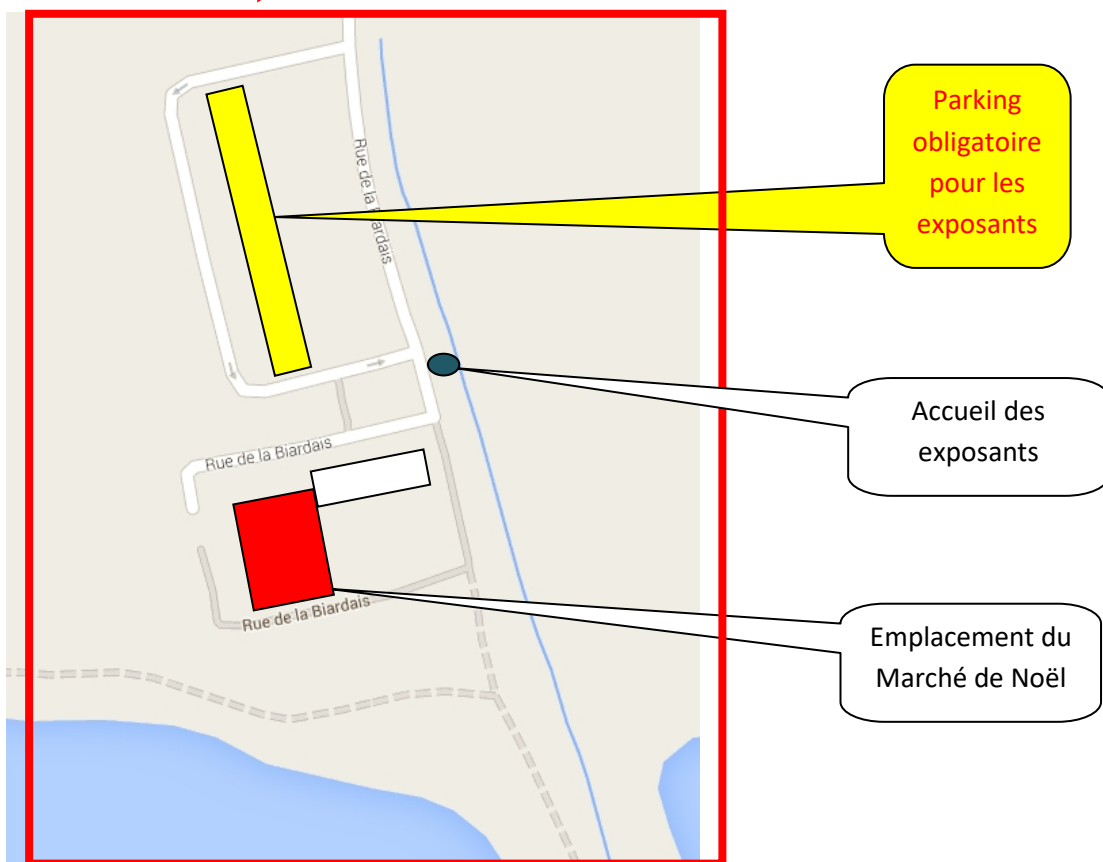 Parking
obligatoire
pour les
exposants
Rue de la Biardais
Accueil des
exposants
Rue de la Biardais
Rue de la Biardais
Emplacement du
Marché de Noël